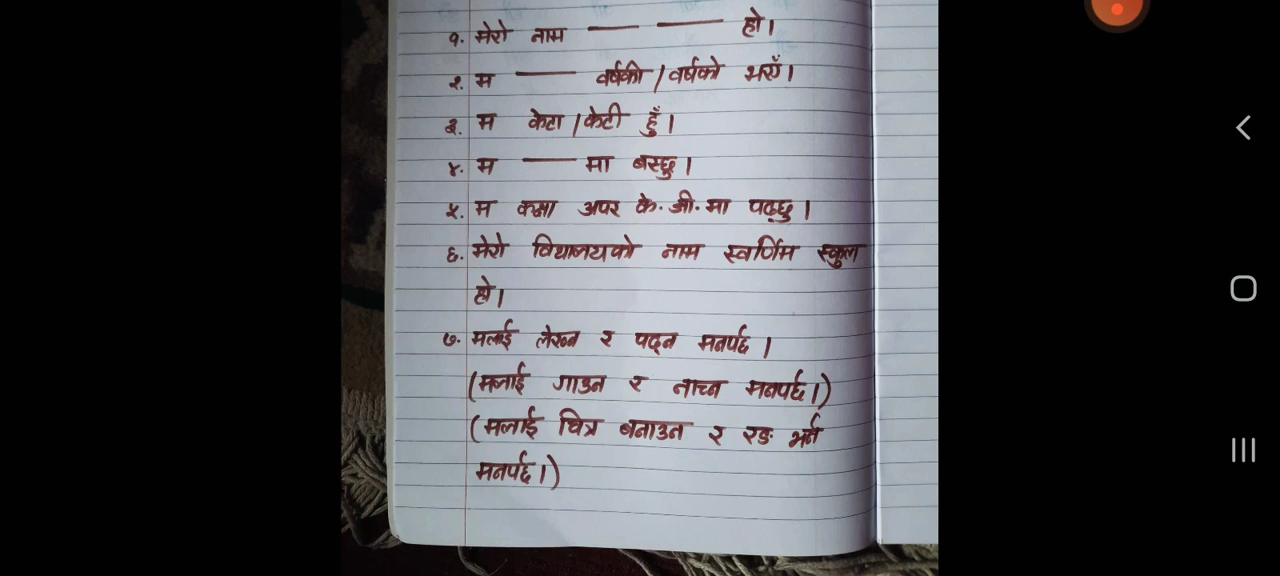 १. मेरो नाम —— —— हो।
२. म —— वर्षकी / वर्षको भएँ।
३. म केटा / केटी हुँ।
४. म —— मा बस्छु।
५. म कक्षा अपर के. जी. मा पढ्छु।
६. मेरो विद्यालयको नाम स्वर्णिम स्कुल
हो।
७. मलाई लेख्न र पढ्न मनपर्छ।
(मलाई गाउन र नाच्न मनपर्छ।)
(मलाई चित्र बनाउन र रङ भर्न
मनपर्छ।)